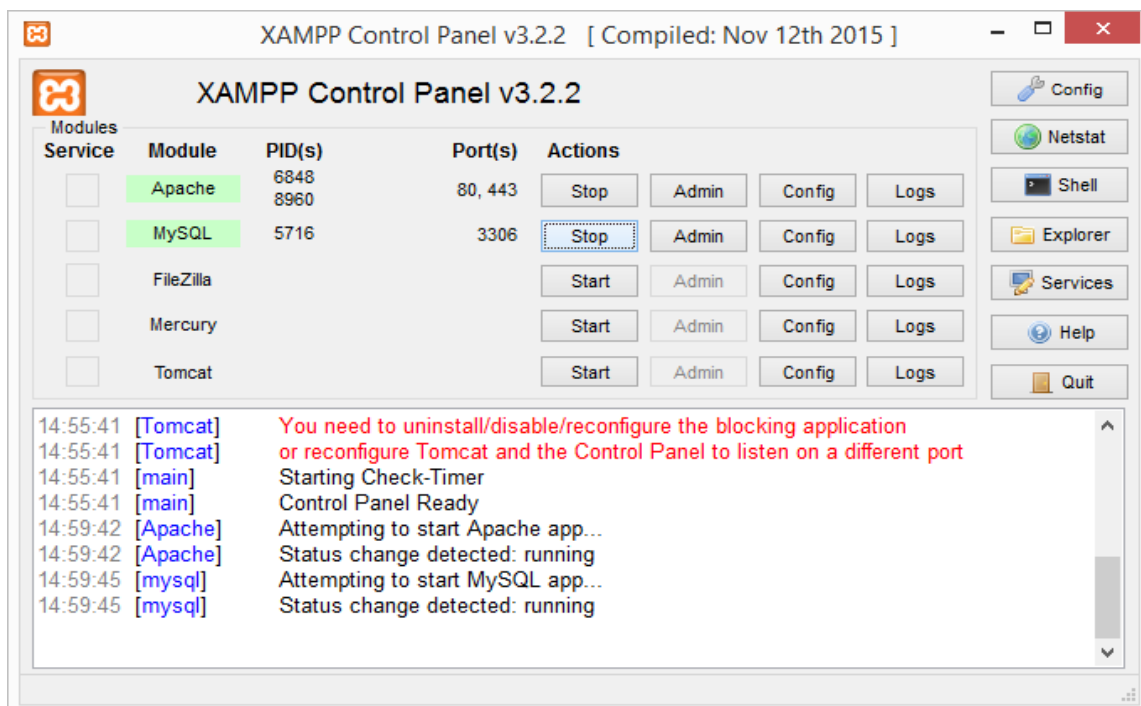 XAMPP Control Panel v3.2.2 [ Compiled: Nov 12th 2015 ]
XAMPP Control Panel v3.2.2
Config
Modules
Netstat
Service Module PID(s) Port(s) Actions
Apache 6848 8960 80, 443 Stop Admin Config Logs
Shell
MySQL 5716 3306 Stop Admin Config Logs
Explorer
FileZilla Start Admin Config Logs
Services
Mercury Start Admin Config Logs
Help
Tomcat Start Admin Config Logs
Quit
14:55:41 [Tomcat] You need to uninstall/disable/reconfigure the blocking application
14:55:41 [Tomcat] or reconfigure Tomcat and the Control Panel to listen on a different port
14:55:41 [main] Starting Check-Timer
14:55:41 [main] Control Panel Ready
14:59:42 [Apache] Attempting to start Apache app...
14:59:42 [Apache] Status change detected: running
14:59:45 [mysql] Attempting to start MySQL app...
14:59:45 [mysql] Status change detected: running